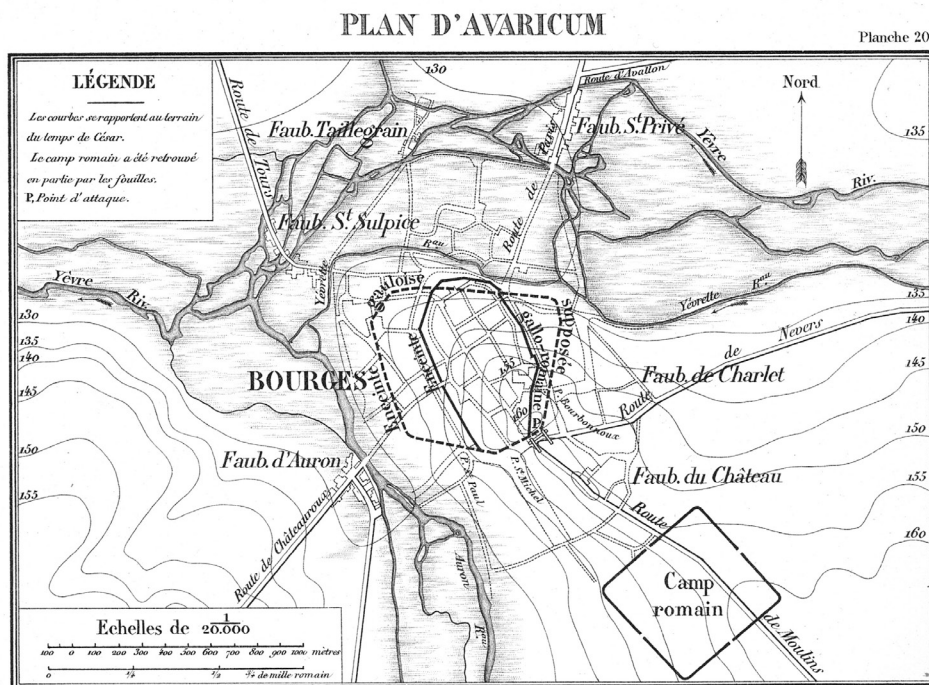 PLAN D'AVARICUM
Planche 20
LÉGENDE
Les courbes se rapportent au terrain
du temps de César.
Le camp romain a été retrouvé
en partie par les fouilles.
P, Point d'attaque.
130
Route d'Avallon
Nord
135
Route de Tours
Faub. Taillegrain
Faub. St. Privé
Route de Paris
Yèvre
Riv.
Faub. St. Sulpice
Rau.
Yévrette
Yèvre
Riv.
Yévrette
Rau
135
140
130
135
140
145
150
155
Enceinte gauloise supposée
Enceinte gallo-romaine
155
160
P.
BOURGES
Route de Nevers
Faub. de Charlet
P. Bourbonnoux
145
150
155
160
Faub. d'Auron
P. St. Paul
P. St. Michel
Faub. du Château
Route de Châteauroux
Auron
Route de Moulins
Camp
romain
Echelles de 1/20.000
100 0 100 200 300 400 500 600 700 800 900 1000 mètres
0 1/4 1/2 3/4 de mille romain